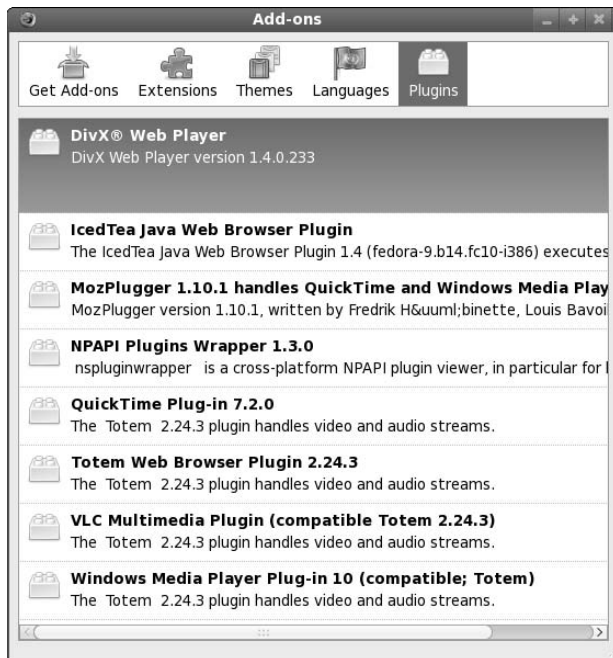 Add-ons
Get Add-ons Extensions Themes Languages Plugins
DivX® Web Player
DivX Web Player version 1.4.0.233
IcedTea Java Web Browser Plugin
The IcedTea Java Web Browser Plugin 1.4 (fedora-9.b14.fc10-i386) executes
MozPlugger 1.10.1 handles QuickTime and Windows Media Play
MozPlugger version 1.10.1, written by Fredrik H&uuml;binette, Louis Bavoi
NPAPI Plugins Wrapper 1.3.0
nspluginwrapper is a cross-platform NPAPI plugin viewer, in particular for
QuickTime Plug-in 7.2.0
The Totem 2.24.3 plugin handles video and audio streams.
Totem Web Browser Plugin 2.24.3
The Totem 2.24.3 plugin handles video and audio streams.
VLC Multimedia Plugin (compatible Totem 2.24.3)
The Totem 2.24.3 plugin handles video and audio streams.
Windows Media Player Plug-in 10 (compatible; Totem)
The Totem 2.24.3 plugin handles video and audio streams.